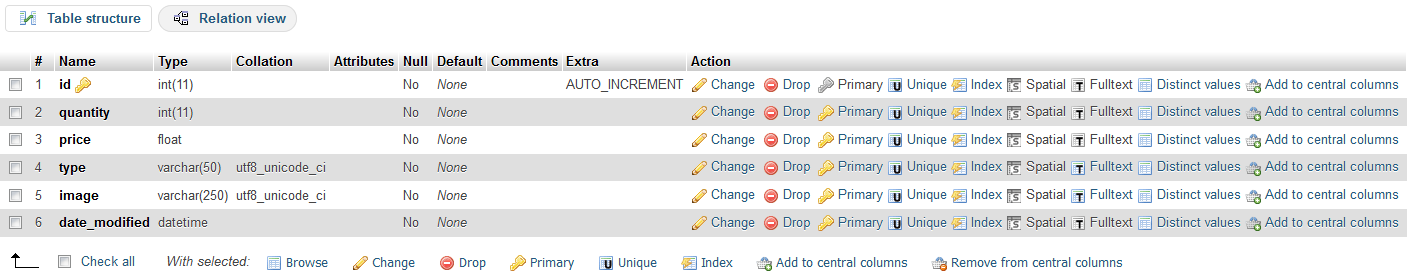 Table structure Relation view
# Name Type Collation Attributes Null Default Comments Extra Action
1 id int(11) No None AUTO_INCREMENT Change Drop Primary Unique Index Spatial Fulltext Distinct values Add to central columns
2 quantity int(11) No None Change Drop Primary Unique Index Spatial Fulltext Distinct values Add to central columns
3 price float No None Change Drop Primary Unique Index Spatial Fulltext Distinct values Add to central columns
4 type varchar(50) utf8_unicode_ci No None Change Drop Primary Unique Index Spatial Fulltext Distinct values Add to central columns
5 image varchar(250) utf8_unicode_ci No None Change Drop Primary Unique Index Spatial Fulltext Distinct values Add to central columns
6 date_modified datetime No None Change Drop Primary Unique Index Spatial Fulltext Distinct values Add to central columns
Check all With selected: Browse Change Drop Primary Unique Index Add to central columns Remove from central columns